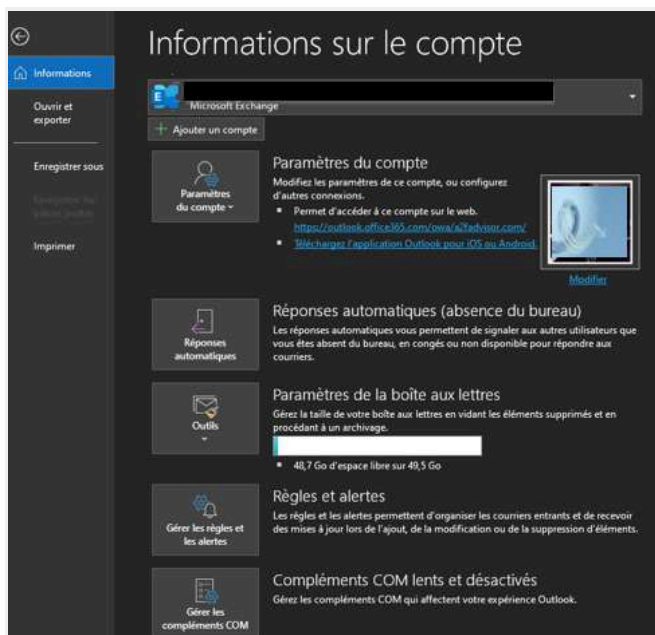 Informations sur le compte
Informations
Ouvrir et
exporter
Enregistrer sous
Imprimer
Microsoft Exchange
Ajouter un compte
Paramètres
du compte
Paramètres du compte
Modifiez les paramètres de ce compte, ou configurez
d'autres connexions.
Permet d'accéder à ce compte sur le web.
https://outlook.office365.com/owa/a2fadvisor.com/
Téléchargez l'application Outlook pour iOS ou Android.
Modifier
Réponses
automatiques
Réponses automatiques (absence du bureau)
Les réponses automatiques vous permettent de signaler aux autres utilisateurs que
vous êtes absent du bureau, en congés ou non disponible pour répondre aux
courriers.
Outils
Paramètres de la boîte aux lettres
Gérez la taille de votre boîte aux lettres en vidant les éléments supprimés et en
procédant à un archivage.
48,7 Go d'espace libre sur 49,5 Go
Gérer les règles et
les alertes
Règles et alertes
Les règles et les alertes permettent d'organiser les courriers entrants et de recevoir
des mises à jour lors de l'ajout, de la modification ou de la suppression d'éléments.
Gérer les
compléments COM
Compléments COM lents et désactivés
Gérez les compléments COM qui affectent votre expérience Outlook.